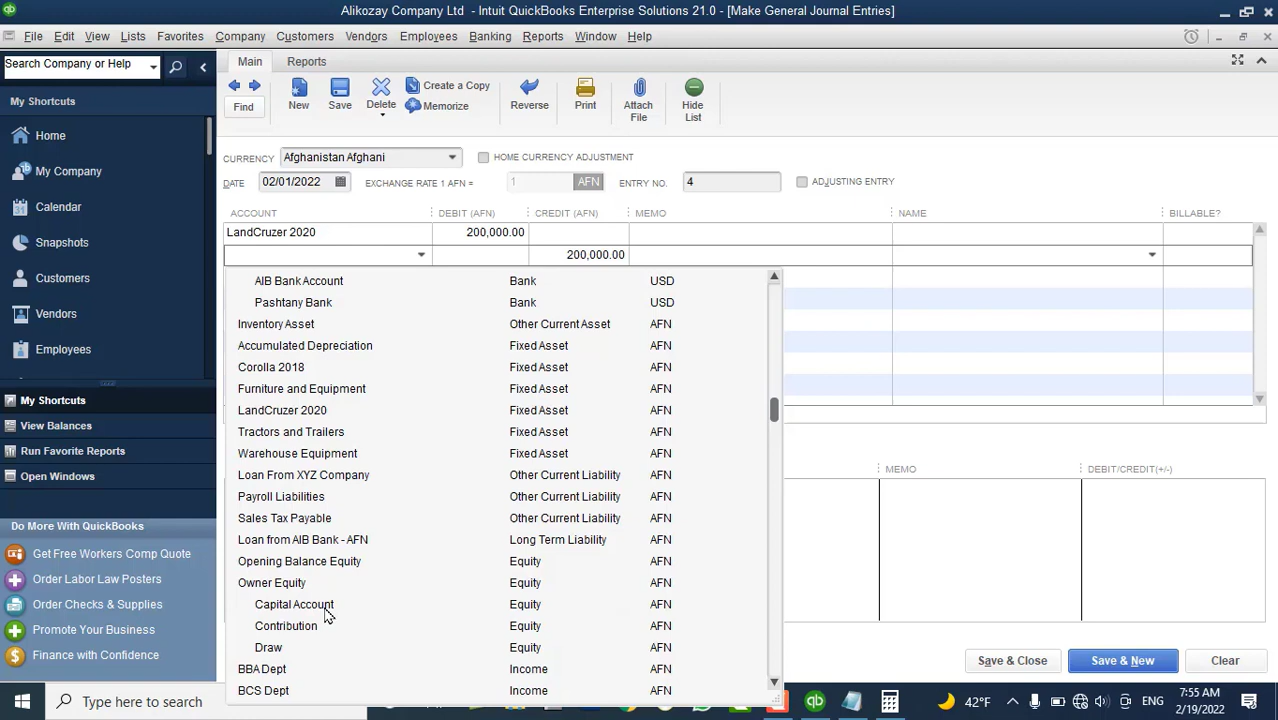 Alikozay Company Ltd - Intuit QuickBooks Enterprise Solutions 21.0 - [Make General Journal Entries]
File Edit View Lists Favorites Company Customers Vendors Employees Banking Reports Window Help
Search Company or Help
My Shortcuts
Home
My Company
Calendar
Snapshots
Customers
Vendors
Employees
My Shortcuts
View Balances
Run Favorite Reports
Open Windows
Do More With QuickBooks
Get Free Workers Comp Quote
Order Labor Law Posters
Order Checks & Supplies
Promote Your Business
Finance with Confidence
Main Reports
Find
New
Save
Delete
Create a Copy
Memorize
Reverse
Print
Attach File
Hide List
CURRENCY Afghanistan Afghani HOME CURRENCY ADJUSTMENT
DATE 02/01/2022 EXCHANGE RATE 1 AFN = 1 AFN ENTRY NO. 4 ADJUSTING ENTRY
ACCOUNT DEBIT (AFN) CREDIT (AFN) MEMO NAME BILLABLE?
LandCruzer 2020 200,000.00
200,000.00
AIB Bank Account Bank USD
Pashtany Bank Bank USD
Inventory Asset Other Current Asset AFN
Accumulated Depreciation Fixed Asset AFN
Corolla 2018 Fixed Asset AFN
Furniture and Equipment Fixed Asset AFN
LandCruzer 2020 Fixed Asset AFN
Tractors and Trailers Fixed Asset AFN
Warehouse Equipment Fixed Asset AFN
Loan From XYZ Company Other Current Liability AFN
Payroll Liabilities Other Current Liability AFN
Sales Tax Payable Other Current Liability AFN
Loan from AIB Bank - AFN Long Term Liability AFN
Opening Balance Equity Equity AFN
Owner Equity Equity AFN
Capital Account Equity AFN
Contribution Equity AFN
Draw Equity AFN
BBA Dept Income AFN
BCS Dept Income AFN
MEMO DEBIT/CREDIT(+/-)
Save & Close Save & New Clear
Type here to search
42°F ENG 7:55 AM
2/19/2022